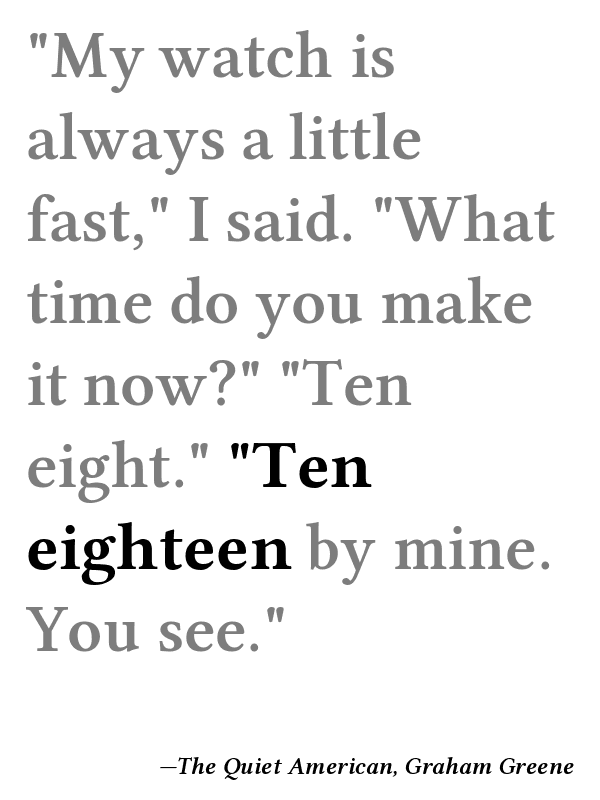 "My watch is
always a little
fast," I said. "What
time do you make
it now?" "Ten
eight." "Ten
eighteen by mine.
You see."
—The Quiet American, Graham Greene